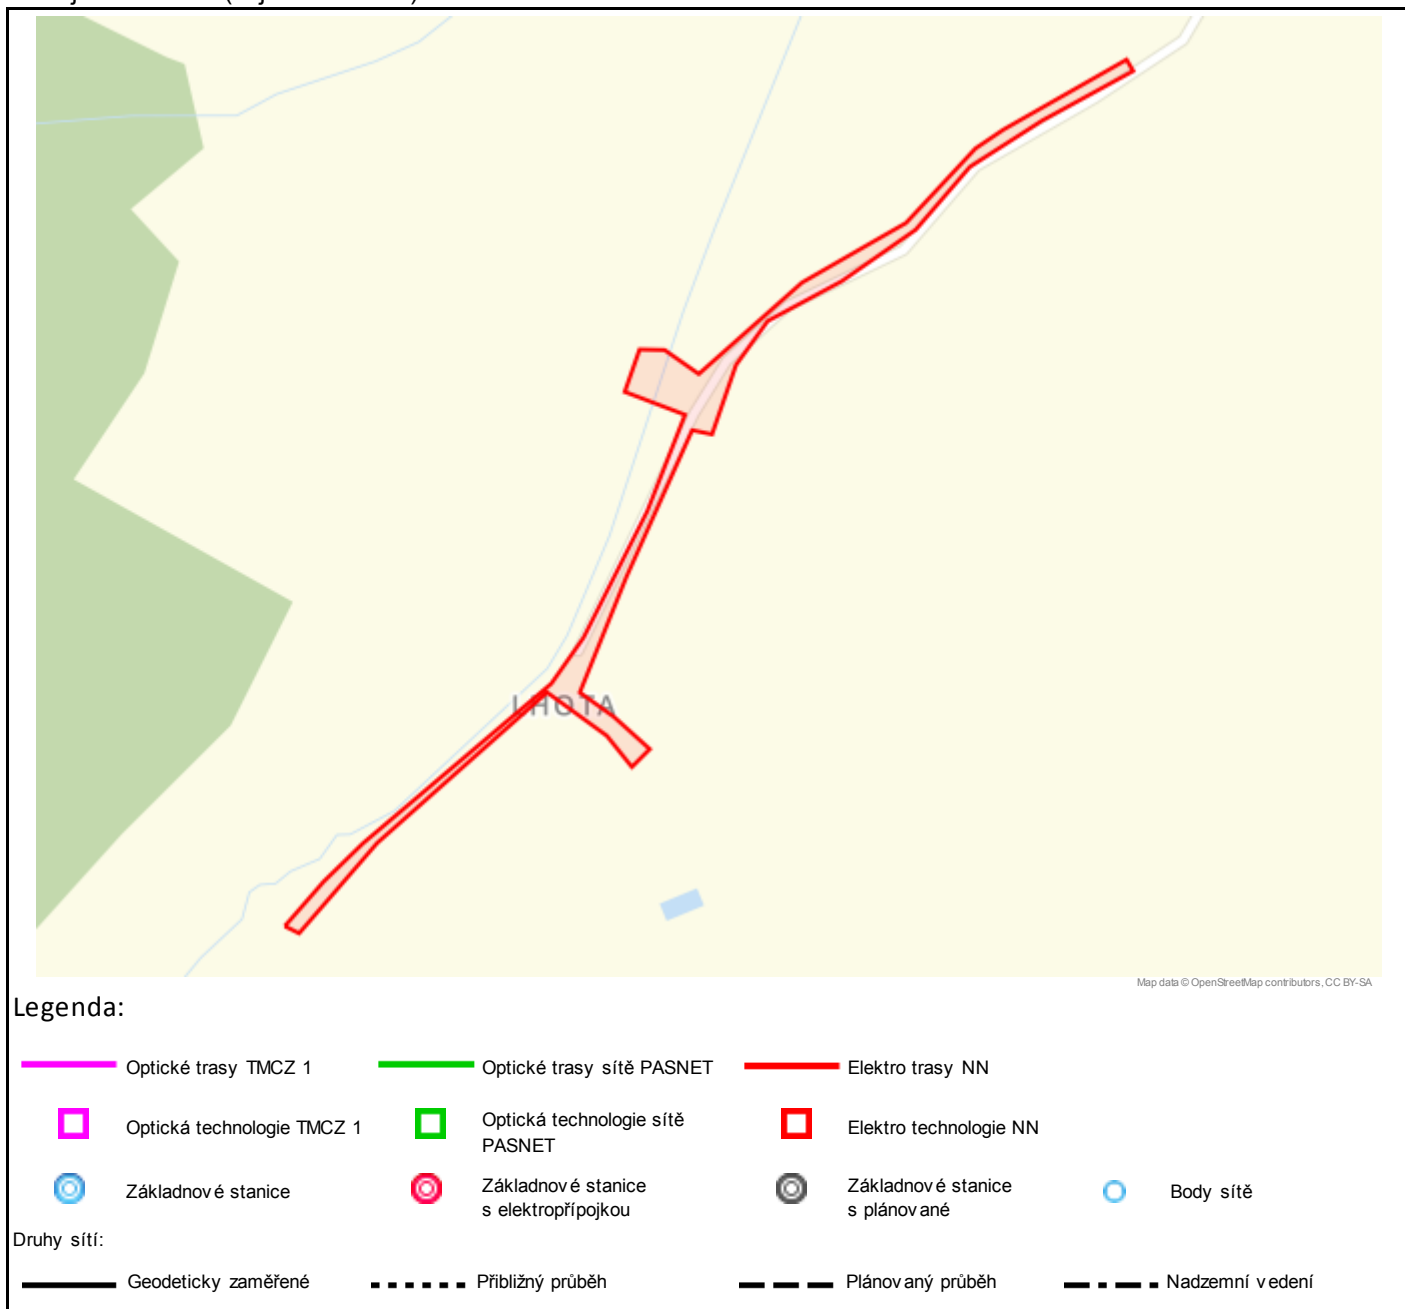 LHOTA
Map data © OpenStreetMap contributors, CC BY-SA
Legenda:
Optické trasy TMCZ 1
Optické trasy sítě PASNET
Elektro trasy NN
Optická technologie TMCZ 1
Optická technologie sítě
PASNET
Elektro technologie NN
Základnové stanice
Základnové stanice
s elektropřípojkou
Základnové stanice
s plánované
Body sítě
Druhy sítí:
Geodeticky zaměřené
Přibližný průběh
Plánovaný průběh
Nadzemní vedení